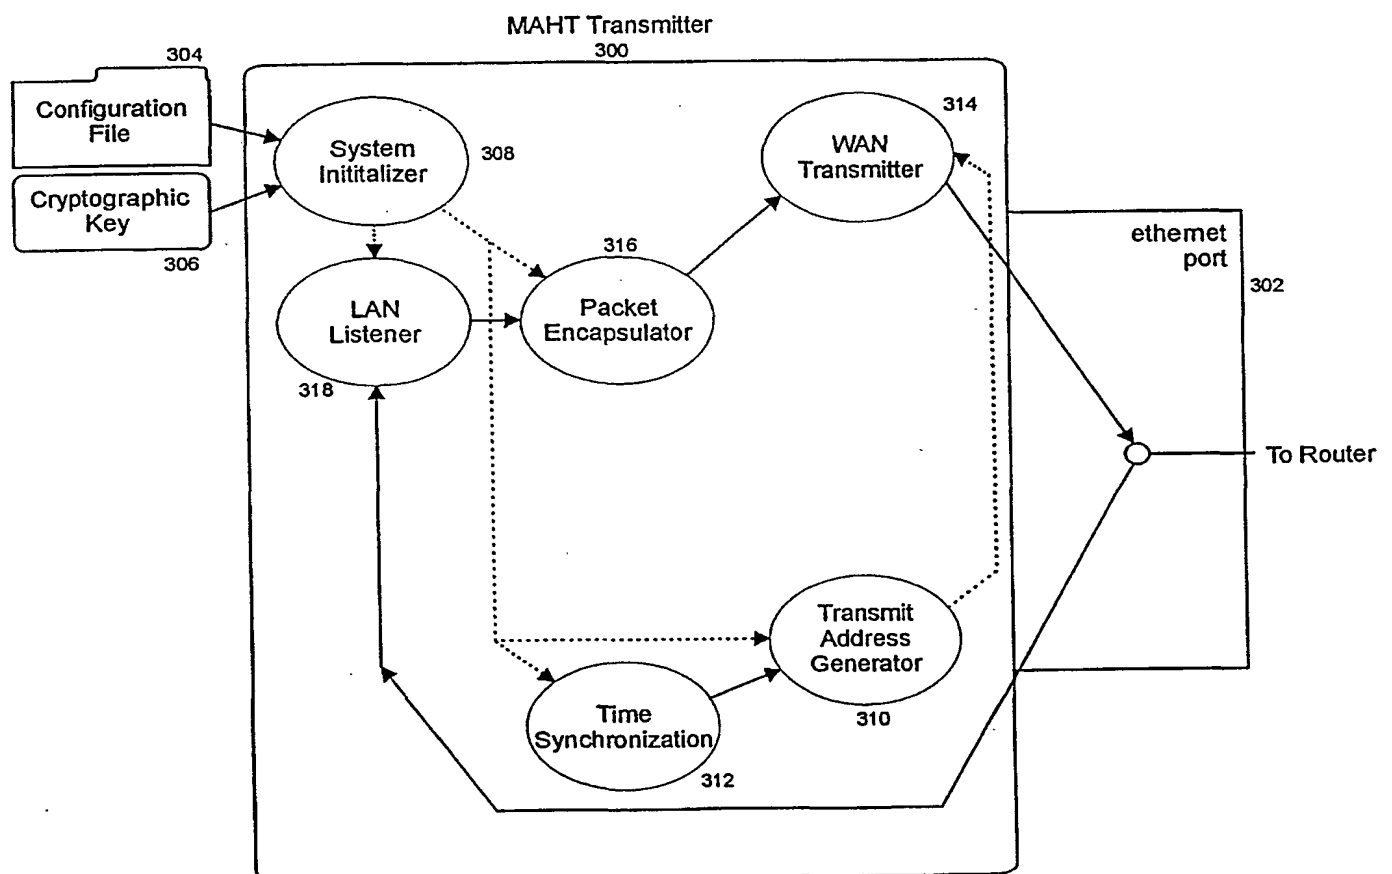 MAHT Transmitter
300
304
Configuration
File
Cryptographic
Key
306
System
Inititalizer
308
WAN
Transmitter
314
ethernet
port
302
316
LAN
Listener
318
Packet
Encapsulator
To Router
Transmit
Address
Generator
310
Time
Synchronization
312